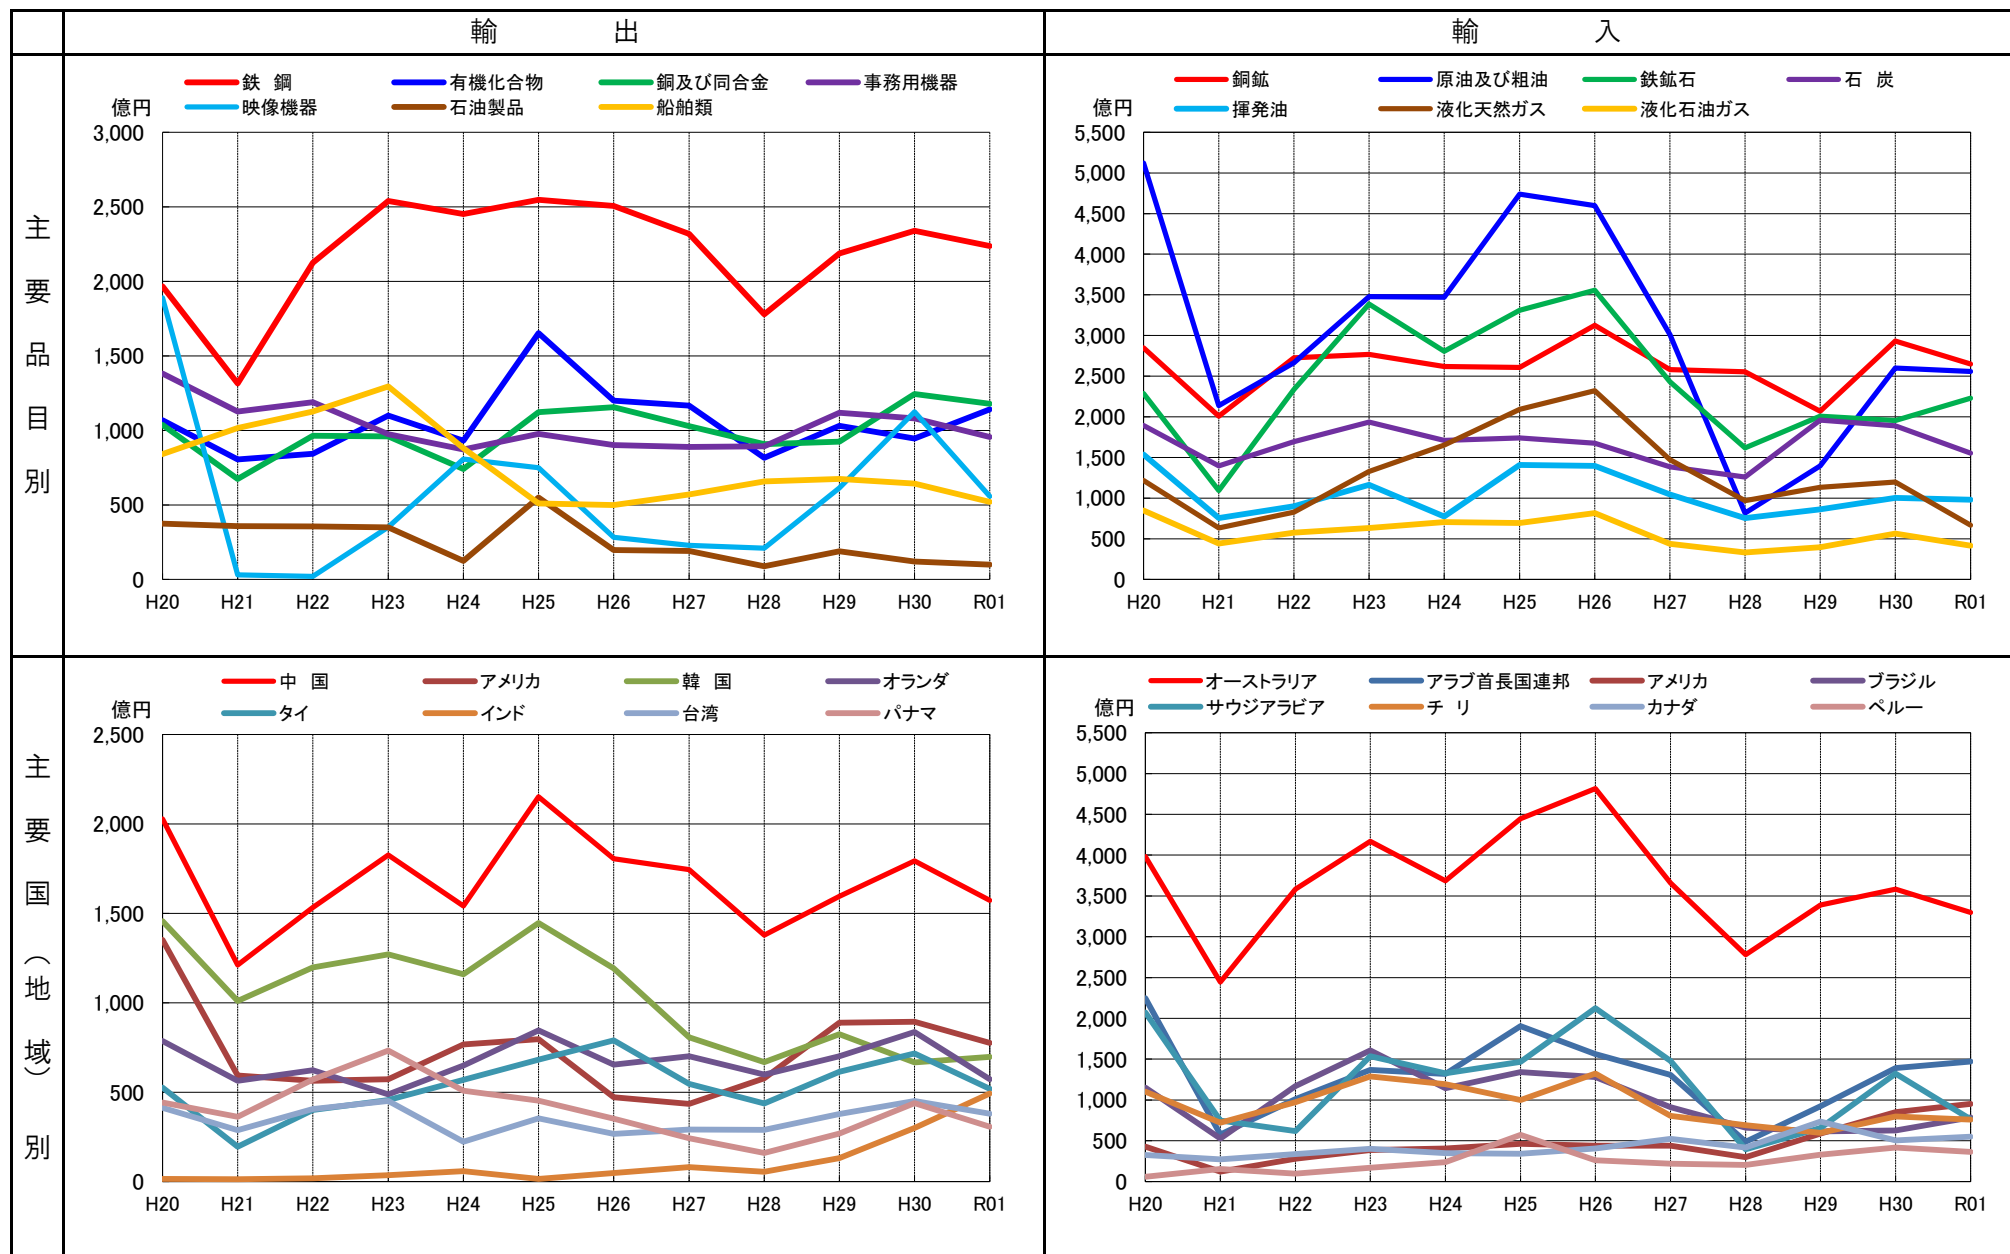 輸　出
輸　入
主要品目別
鉄　鋼　有機化合物　銅及び同合金　事務用機器
映像機器　石油製品　船舶類
億円
3,000
2,500
2,000
1,500
1,000
500
0
H20 H21 H22 H23 H24 H25 H26 H27 H28 H29 H30 R01
銅鉱　原油及び粗油　鉄鉱石　石　炭
揮発油　液化天然ガス　液化石油ガス
億円
5,500
5,000
4,500
4,000
3,500
3,000
2,500
2,000
1,500
1,000
500
0
H20 H21 H22 H23 H24 H25 H26 H27 H28 H29 H30 R01
主要国（地域）別
中　国　アメリカ　韓　国　オランダ
タイ　インド　台湾　パナマ
億円
2,500
2,000
1,500
1,000
500
0
H20 H21 H22 H23 H24 H25 H26 H27 H28 H29 H30 R01
オーストラリア　アラブ首長国連邦　アメリカ　ブラジル
サウジアラビア　チ　リ　カナダ　ペルー
億円
5,500
5,000
4,500
4,000
3,500
3,000
2,500
2,000
1,500
1,000
500
0
H20 H21 H22 H23 H24 H25 H26 H27 H28 H29 H30 R01